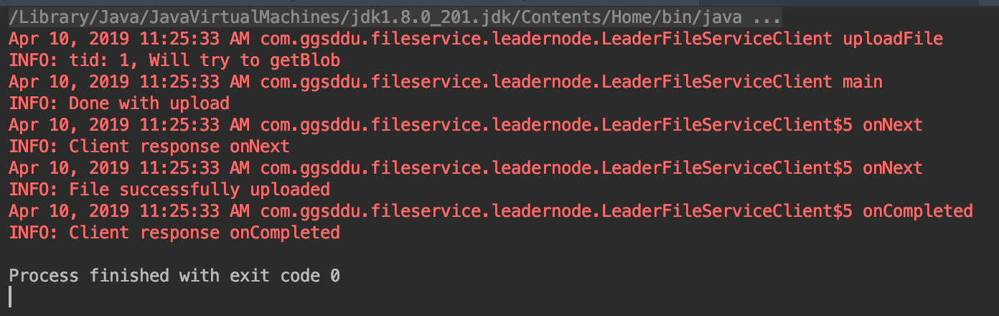 /Library/Java/JavaVirtualMachines/jdk1.8.0_201.jdk/Contents/Home/bin/java ...
Apr 10, 2019 11:25:33 AM com.ggsddu.fileservice.leadernode.LeaderFileServiceClient uploadFile
INFO: tid: 1, Will try to getBlob
Apr 10, 2019 11:25:33 AM com.ggsddu.fileservice.leadernode.LeaderFileServiceClient main
INFO: Done with upload
Apr 10, 2019 11:25:33 AM com.ggsddu.fileservice.leadernode.LeaderFileServiceClient$5 onNext
INFO: Client response onNext
Apr 10, 2019 11:25:33 AM com.ggsddu.fileservice.leadernode.LeaderFileServiceClient$5 onNext
INFO: File successfully uploaded
Apr 10, 2019 11:25:33 AM com.ggsddu.fileservice.leadernode.LeaderFileServiceClient$5 onCompleted
INFO: Client response onCompleted
Process finished with exit code 0